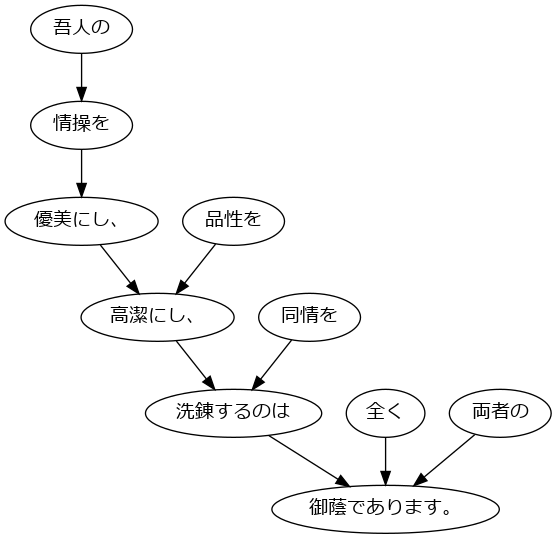 吾人の
情操を
優美にし、
品性を
高潔にし、
同情を
洗錬するのは
全く
両者の
御蔭であります。